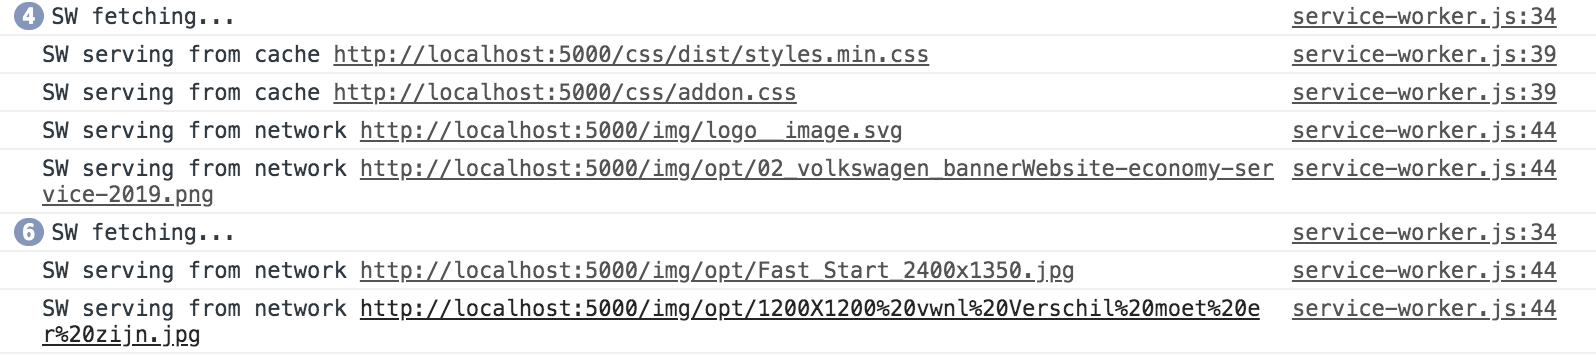 4 SW fetching... service-worker.js:34
SW serving from cache http://localhost:5000/css/dist/styles.min.css service-worker.js:39
SW serving from cache http://localhost:5000/css/addon.css service-worker.js:39
SW serving from network http://localhost:5000/img/logo__image.svg service-worker.js:44
SW serving from network http://localhost:5000/img/opt/02_volkswagen_bannerWebsite-economy-ser service-worker.js:44
vice-2019.png
6 SW fetching... service-worker.js:34
SW serving from network http://localhost:5000/img/opt/Fast_Start_2400x1350.jpg service-worker.js:44
SW serving from network http://localhost:5000/img/opt/1200X1200%20vwnl%20Verschil%20moet%20e service-worker.js:44
r%20zijn.jpg